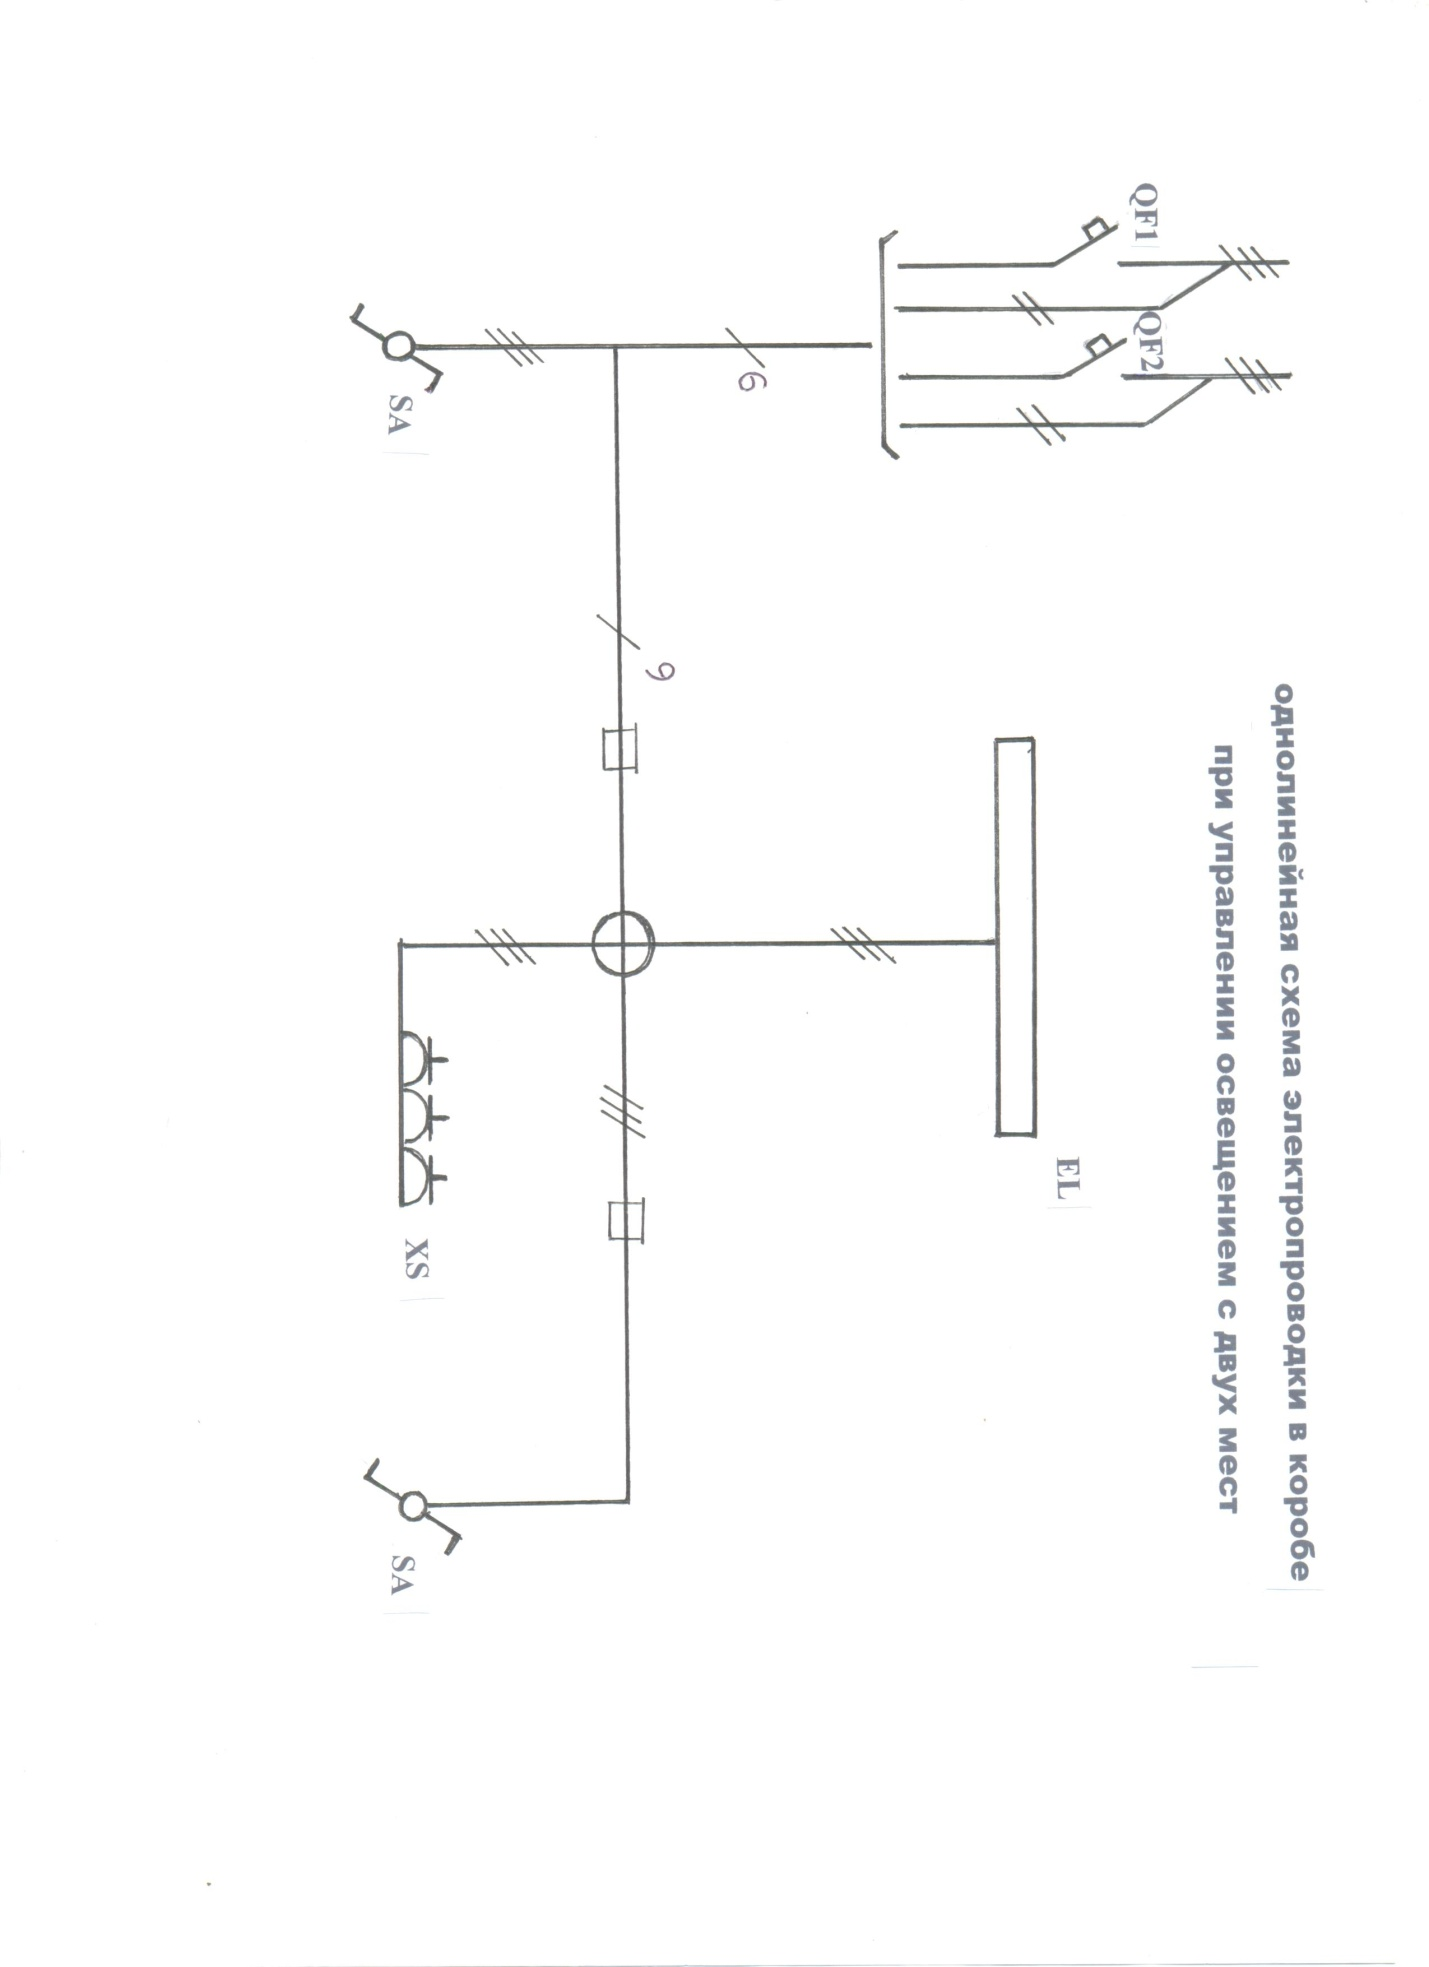 однолинейная схема электропроводки в коробе
при управлении освещением с двух мест
QF1
QF2
EL
6
9
SA
XS
SA